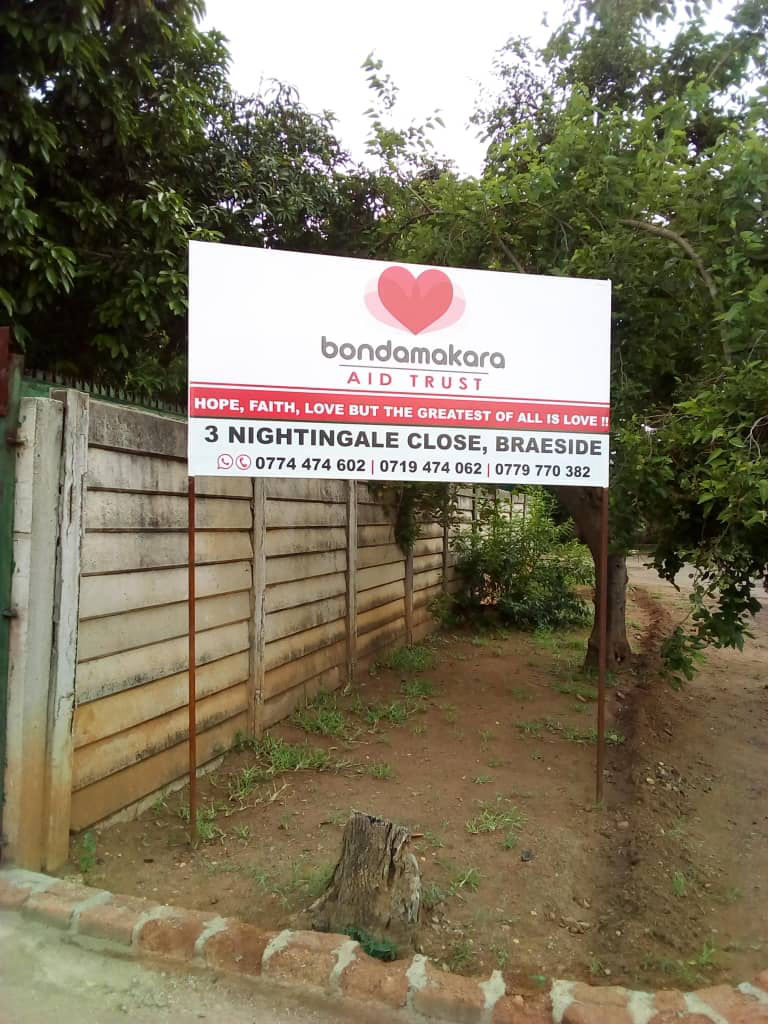 bondamakara
AID TRUST
HOPE, FAITH, LOVE BUT THE GREATEST OF ALL IS LOVE !!
3 NIGHTINGALE CLOSE, BRAESIDE
0774 474 602 | 0719 474 062 | 0779 770 382